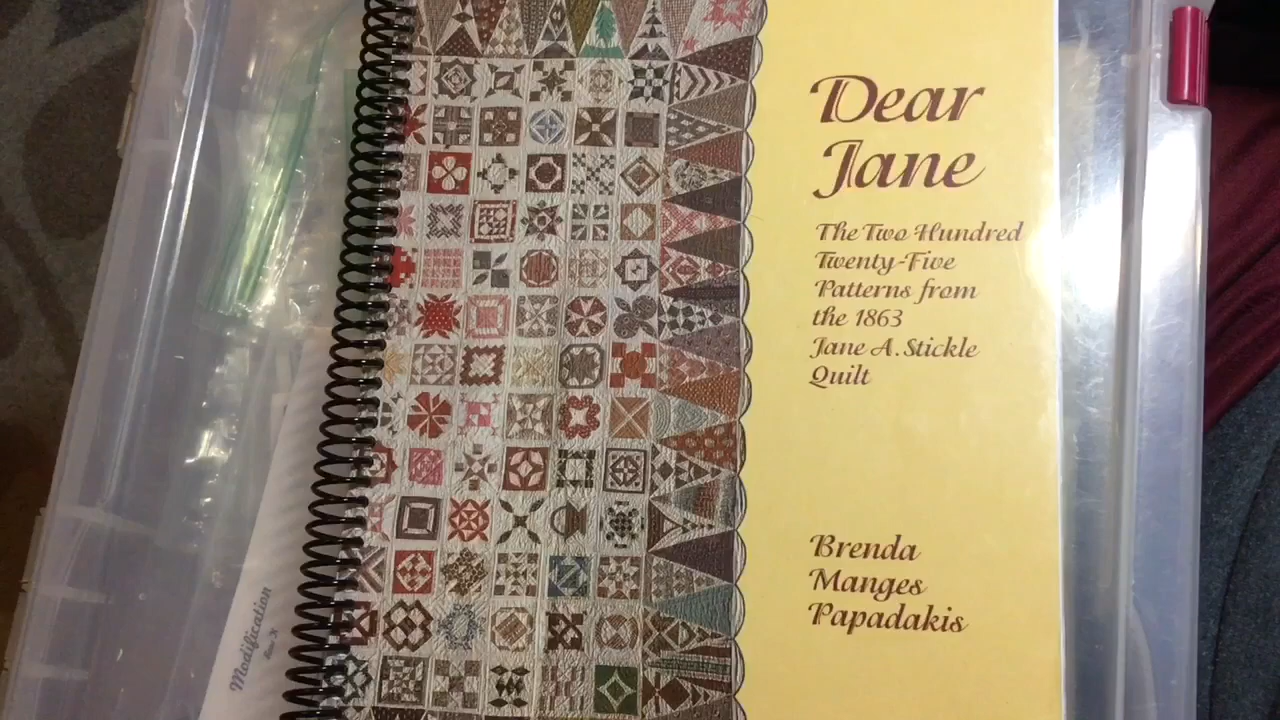 Dear
Jane
The Two Hundred
Twenty-Five
Patterns from
the 1863
Jane A. Stickle
Quilt
Brenda
Manges
Papadakis
Modification